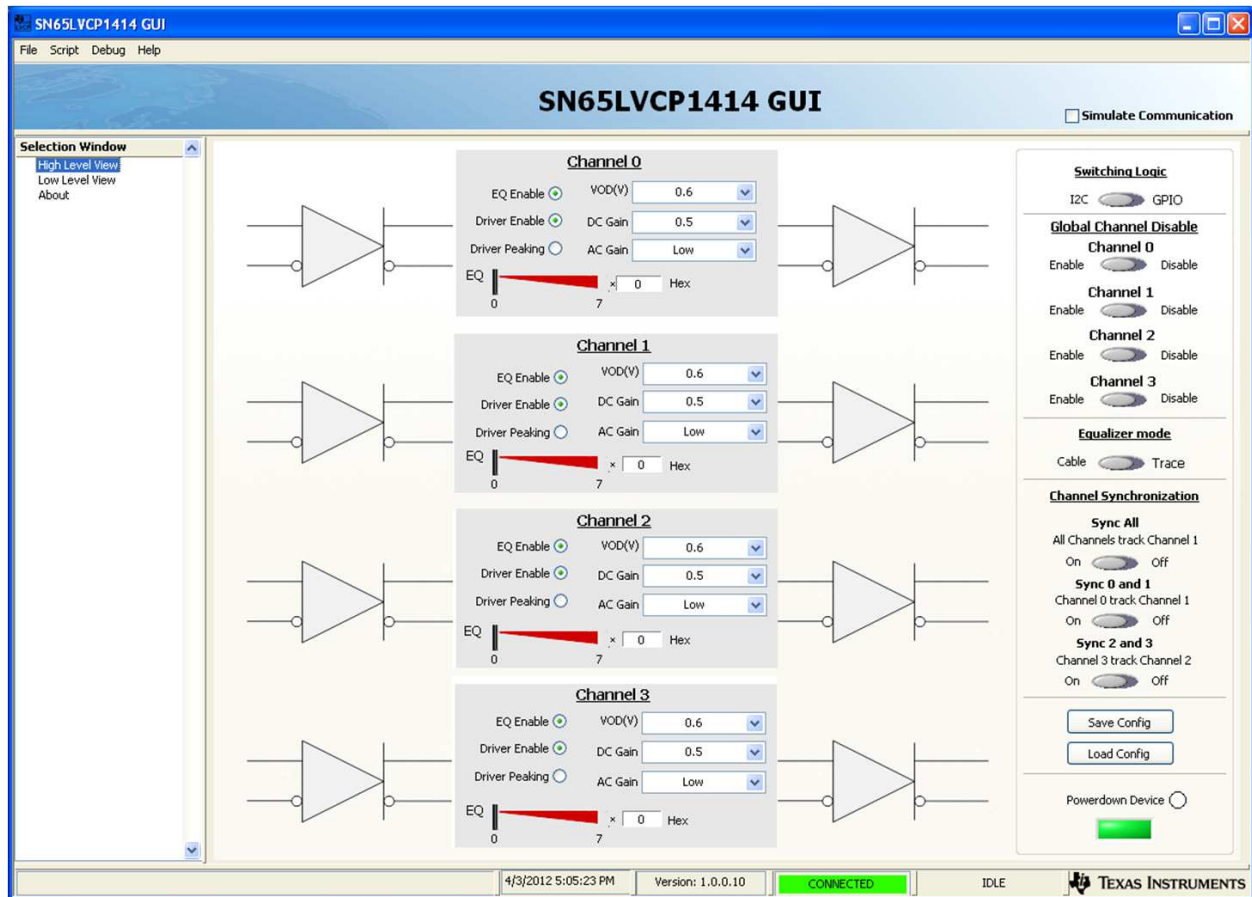 SN65LVCP1414 GUI
File Script Debug Help
SN65LVCP1414 GUI
Simulate Communication
Selection Window
High Level View
Low Level View
About
Channel 0
EQ Enable VOD(V) 0.6
Driver Enable DC Gain 0.5
Driver Peaking AC Gain Low
EQ × 0 Hex
0 7
Channel 1
EQ Enable VOD(V) 0.6
Driver Enable DC Gain 0.5
Driver Peaking AC Gain Low
EQ × 0 Hex
0 7
Channel 2
EQ Enable VOD(V) 0.6
Driver Enable DC Gain 0.5
Driver Peaking AC Gain Low
EQ × 0 Hex
0 7
Channel 3
EQ Enable VOD(V) 0.6
Driver Enable DC Gain 0.5
Driver Peaking AC Gain Low
EQ × 0 Hex
0 7
Switching Logic
I2C GPIO
Global Channel Disable
Channel 0
Enable Disable
Channel 1
Enable Disable
Channel 2
Enable Disable
Channel 3
Enable Disable
Equalizer mode
Cable Trace
Channel Synchronization
Sync All
All Channels track Channel 1
On Off
Sync 0 and 1
Channel 0 track Channel 1
On Off
Sync 2 and 3
Channel 3 track Channel 2
On Off
Save Config
Load Config
Powerdown Device
4/3/2012 5:05:23 PM Version: 1.0.0.10 CONNECTED IDLE TEXAS INSTRUMENTS